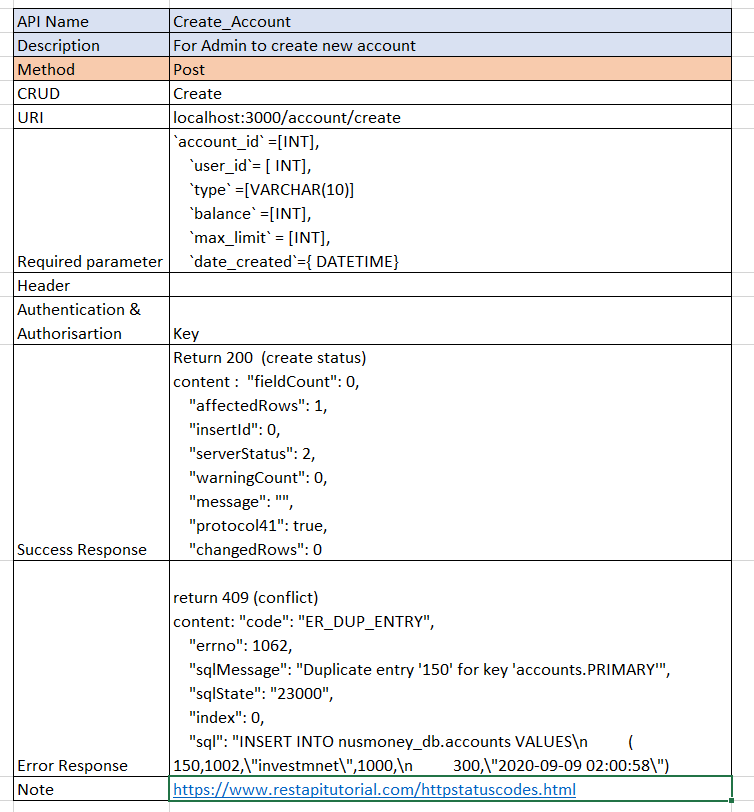 API Name Create_Account
Description For Admin to create new account
Method Post
CRUD Create
URI localhost:3000/account/create
`account_id` =[INT],
`user_id`= [ INT],
`type` =[VARCHAR(10)]
`balance` =[INT],
`max_limit` = [INT],
Required parameter `date_created`={ DATETIME}
Header
Authentication &
Authorisartion Key
Return 200  (create status)
content :  "fieldCount": 0,
"affectedRows": 1,
"insertId": 0,
"serverStatus": 2,
"warningCount": 0,
"message": "",
"protocol41": true,
Success Response "changedRows": 0
return 409 (conflict)
content: "code": "ER_DUP_ENTRY",
"errno": 1062,
"sqlMessage": "Duplicate entry '150' for key 'accounts.PRIMARY'",
"sqlState": "23000",
"index": 0,
"sql": "INSERT INTO nusmoney_db.accounts VALUES\n (
Error Response 150,1002,\"investmnet\",1000,\n 300,\"2020-09-09 02:00:58\")
Note https://www.restapitutorial.com/httpstatuscodes.html